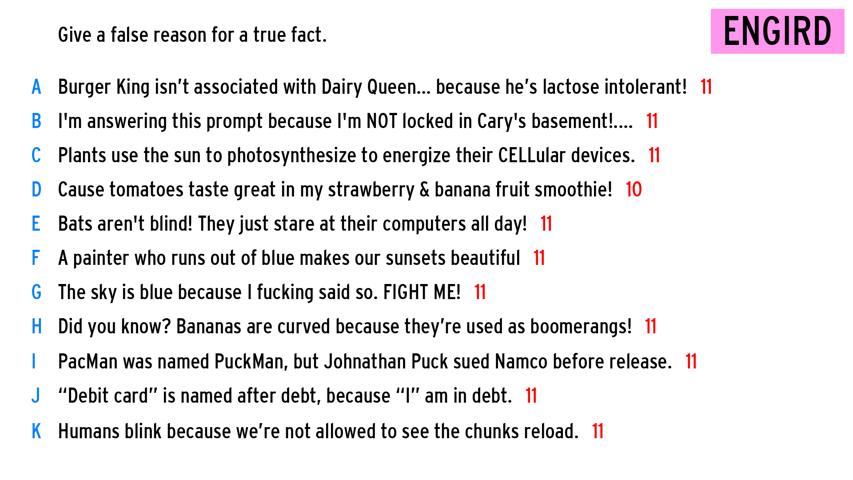 Give a false reason for a true fact.
ENGIRD
A Burger King isn’t associated with Dairy Queen... because he’s lactose intolerant! 11
B I'm answering this prompt because I'm NOT locked in Cary's basement!.... 11
C Plants use the sun to photosynthesize to energize their CELLular devices. 11
D Cause tomatoes taste great in my strawberry & banana fruit smoothie! 10
E Bats aren't blind! They just stare at their computers all day! 11
F A painter who runs out of blue makes our sunsets beautiful 11
G The sky is blue because I fucking said so. FIGHT ME! 11
H Did you know? Bananas are curved because they’re used as boomerangs! 11
I PacMan was named PuckMan, but Johnathan Puck sued Namco before release. 11
J “Debit card” is named after debt, because “I” am in debt. 11
K Humans blink because we’re not allowed to see the chunks reload. 11